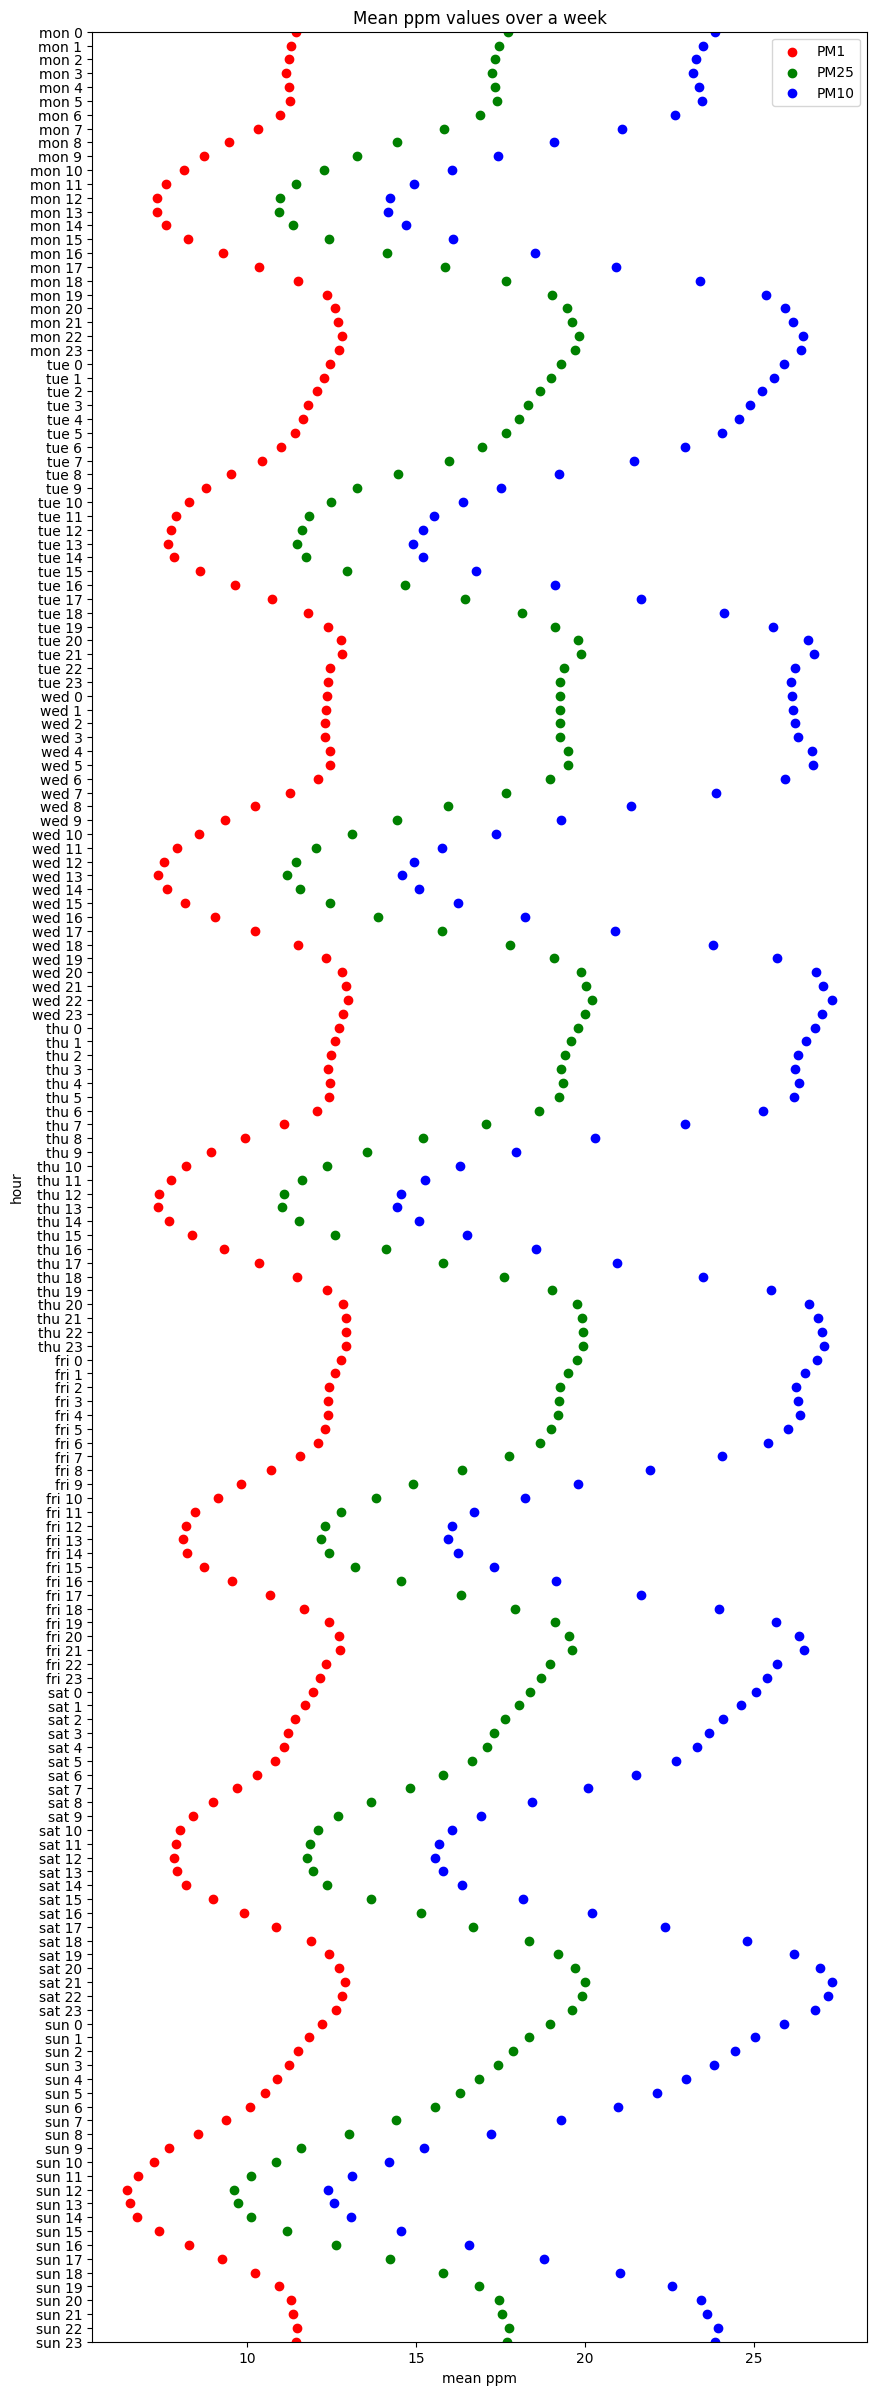 Mean ppm values over a week
PM1
PM25
PM10
mon 0
mon 1
mon 2
mon 3
mon 4
mon 5
mon 6
mon 7
mon 8
mon 9
mon 10
mon 11
mon 12
mon 13
mon 14
mon 15
mon 16
mon 17
mon 18
mon 19
mon 20
mon 21
mon 22
mon 23
tue 0
tue 1
tue 2
tue 3
tue 4
tue 5
tue 6
tue 7
tue 8
tue 9
tue 10
tue 11
tue 12
tue 13
tue 14
tue 15
tue 16
tue 17
tue 18
tue 19
tue 20
tue 21
tue 22
tue 23
wed 0
wed 1
wed 2
wed 3
wed 4
wed 5
wed 6
wed 7
wed 8
wed 9
wed 10
wed 11
wed 12
wed 13
wed 14
wed 15
wed 16
wed 17
wed 18
wed 19
wed 20
wed 21
wed 22
wed 23
thu 0
thu 1
thu 2
thu 3
thu 4
thu 5
thu 6
thu 7
thu 8
thu 9
thu 10
thu 11
thu 12
thu 13
thu 14
thu 15
thu 16
thu 17
thu 18
thu 19
thu 20
thu 21
thu 22
thu 23
fri 0
fri 1
fri 2
fri 3
fri 4
fri 5
fri 6
fri 7
fri 8
fri 9
fri 10
fri 11
fri 12
fri 13
fri 14
fri 15
fri 16
fri 17
fri 18
fri 19
fri 20
fri 21
fri 22
fri 23
sat 0
sat 1
sat 2
sat 3
sat 4
sat 5
sat 6
sat 7
sat 8
sat 9
sat 10
sat 11
sat 12
sat 13
sat 14
sat 15
sat 16
sat 17
sat 18
sat 19
sat 20
sat 21
sat 22
sat 23
sun 0
sun 1
sun 2
sun 3
sun 4
sun 5
sun 6
sun 7
sun 8
sun 9
sun 10
sun 11
sun 12
sun 13
sun 14
sun 15
sun 16
sun 17
sun 18
sun 19
sun 20
sun 21
sun 22
sun 23
hour
10 15 20 25
mean ppm